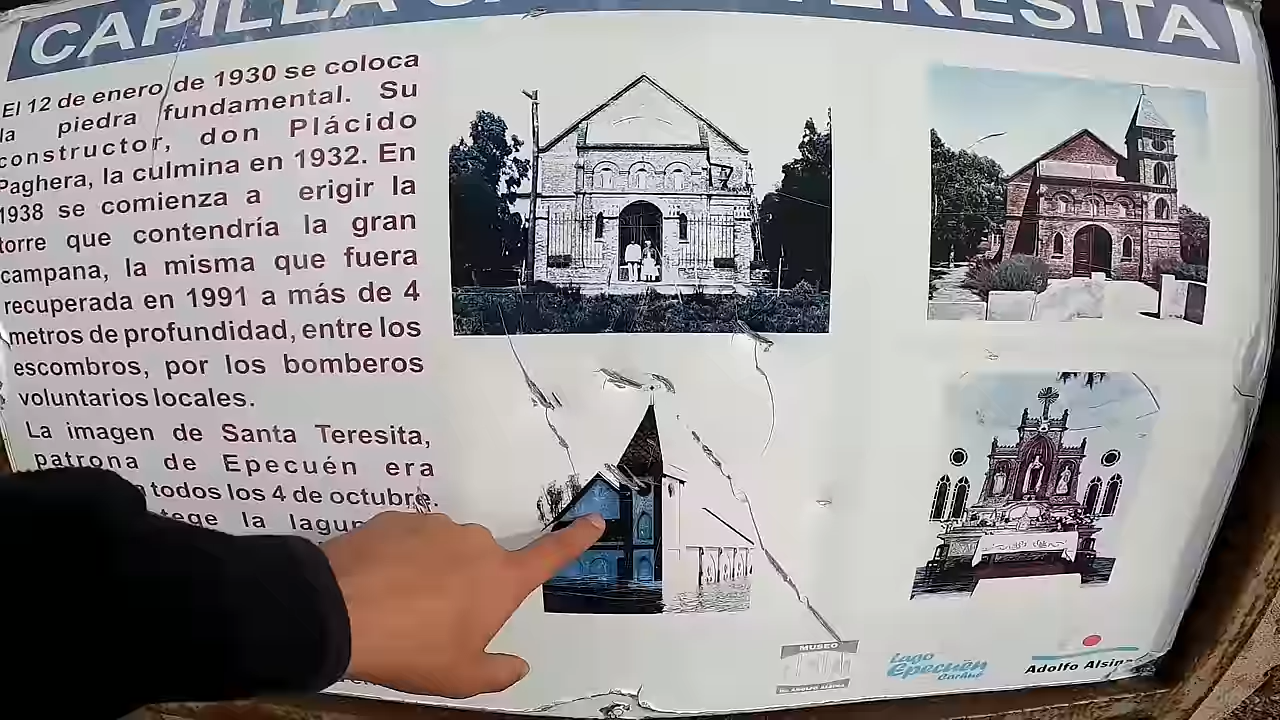 CAPILLA TERESITA
El 12 de enero de 1930 se coloca
la piedra fundamental. Su
constructor, don Plácido
Paghera, la culmina en 1932. En
1938 se comienza a erigir la
torre que contendría la gran
campana, la misma que fuera
recuperada en 1991 a más de 4
metros de profundidad, entre los
escombros, por los bomberos
voluntarios locales.
La imagen de Santa Teresita,
patrona de Epecuén era
todos los 4 de octubre.
la
MUSEO
Lago
Epecuén
Carhué
Adolfo Alsina